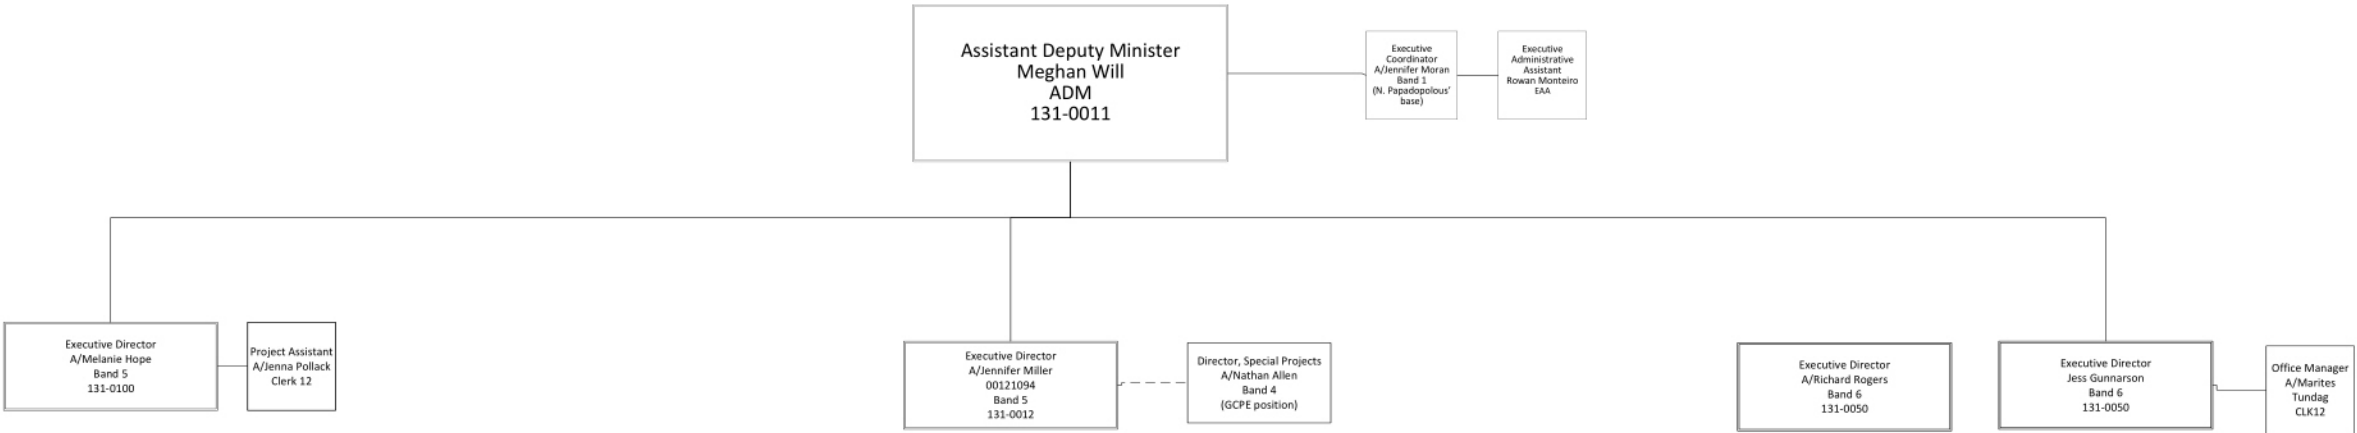 Assistant Deputy Minister
Meghan Will
ADM
131-0011
Executive
Coordinator
A/Jennifer Moran
Band 1
(N. Papadopolous'
base)
Executive
Administrative
Assistant
Rowan Monteiro
EAA
Executive Director
A/Melanie Hope
Band 5
131-0100
Project Assistant
A/Jenna Pollack
Clerk 12
Executive Director
A/Jennifer Miller
00121094
Band 5
131-0012
Director, Special Projects
A/Nathan Allen
Band 4
(GCPE position)
Executive Director
A/Richard Rogers
Band 6
131-0050
Executive Director
Jess Gunnarson
Band 6
131-0050
Office Manager
A/Marites
Tundag
CLK12